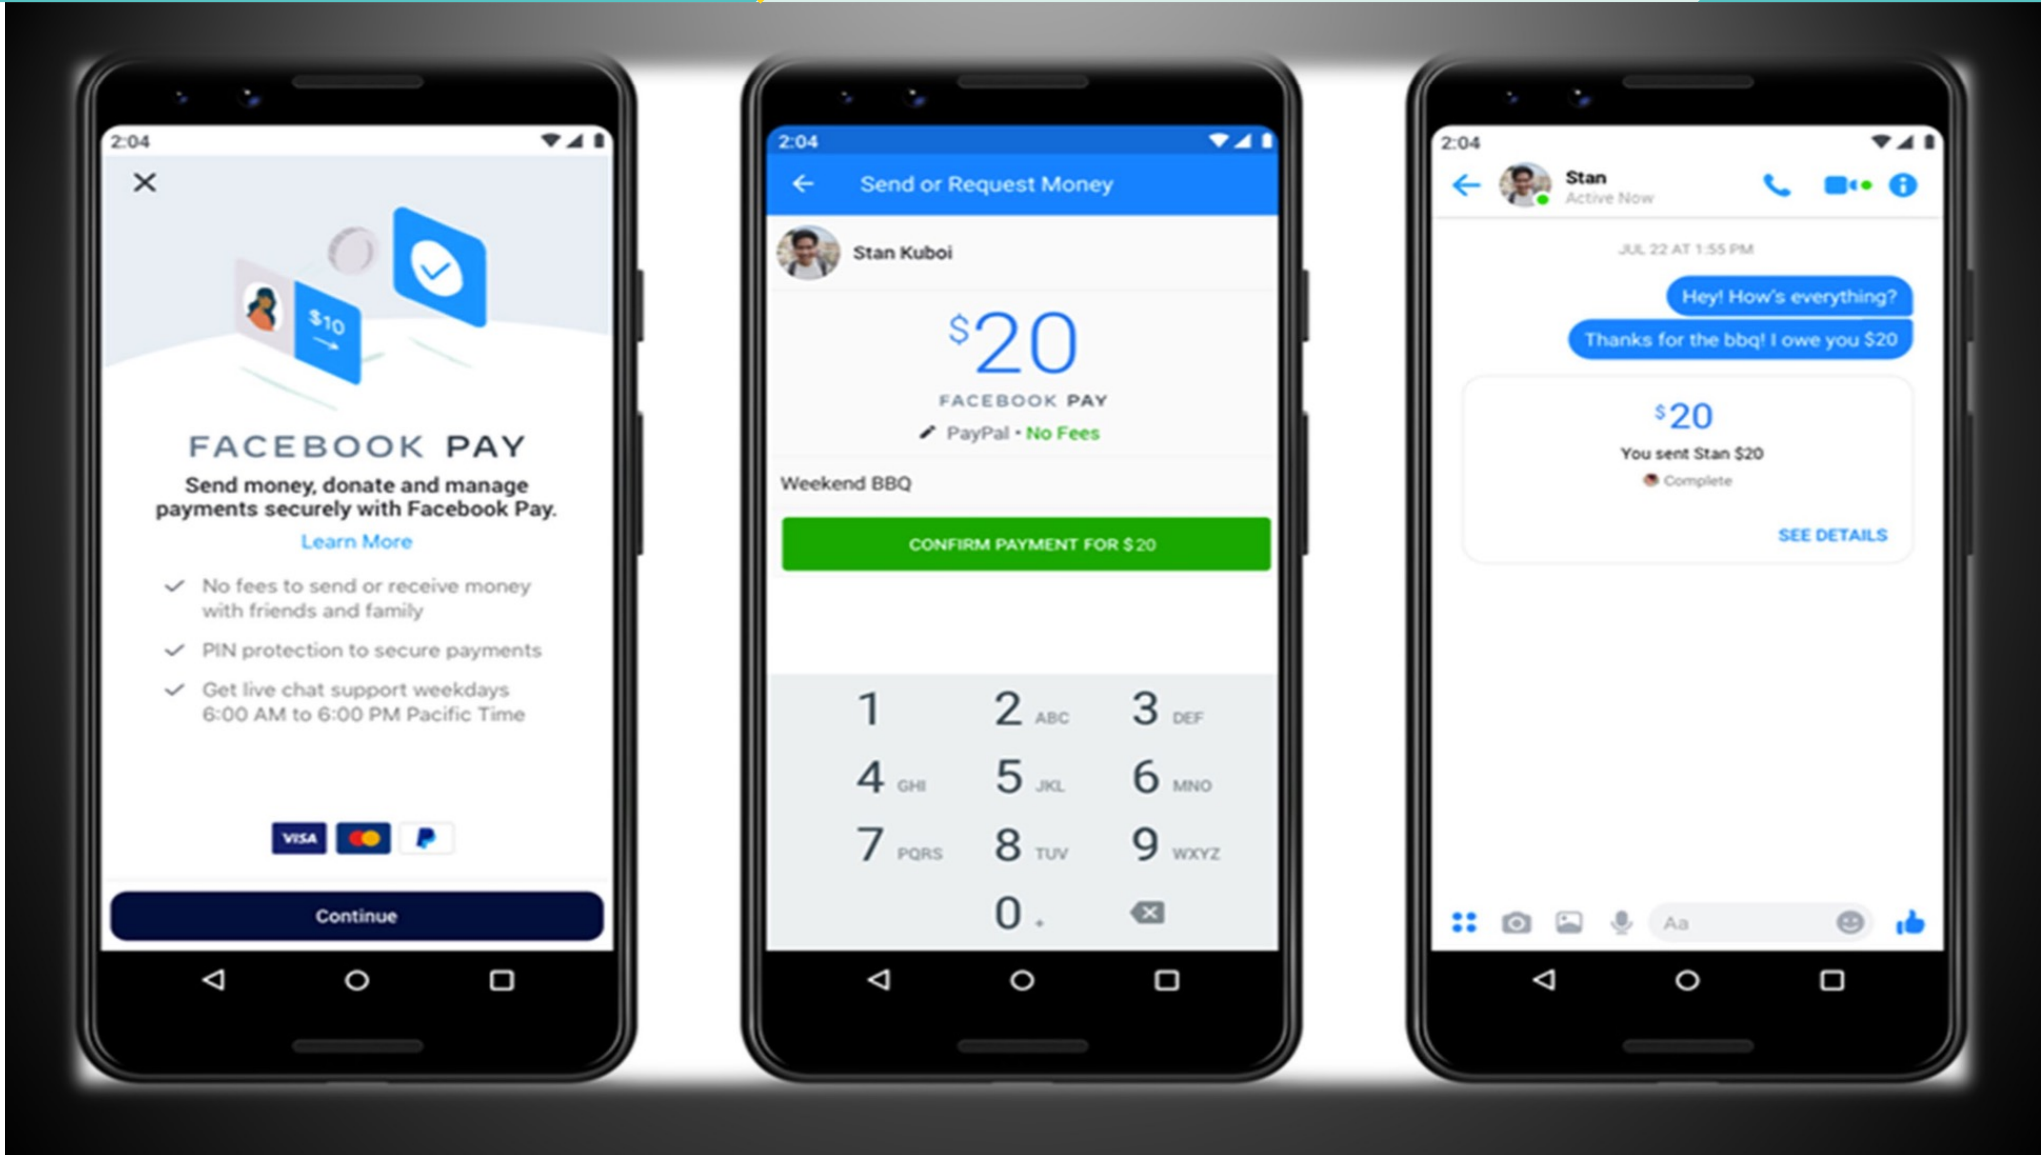 2:04
$10
FACEBOOK PAY
Send money, donate and manage
payments securely with Facebook Pay.
Learn More
No fees to send or receive money
with friends and family
PIN protection to secure payments
Get live chat support weekdays
6:00 AM to 6:00 PM Pacific Time
VISA
Continue
2:04
Send or Request Money
Stan Kuboi
$20
FACEBOOK PAY
PayPal • No Fees
Weekend BBQ
CONFIRM PAYMENT FOR $20
1 2 ABC 3 DEF
4 GHI 5 JKL 6 MNO
7 PQRS 8 TUV 9 WXYZ
0 +
2:04
Stan
Active Now
JUL 22 AT 1:55 PM
Hey! How's everything?
Thanks for the bbq! I owe you $20
$20
You sent Stan $20
Complete
SEE DETAILS
Aa